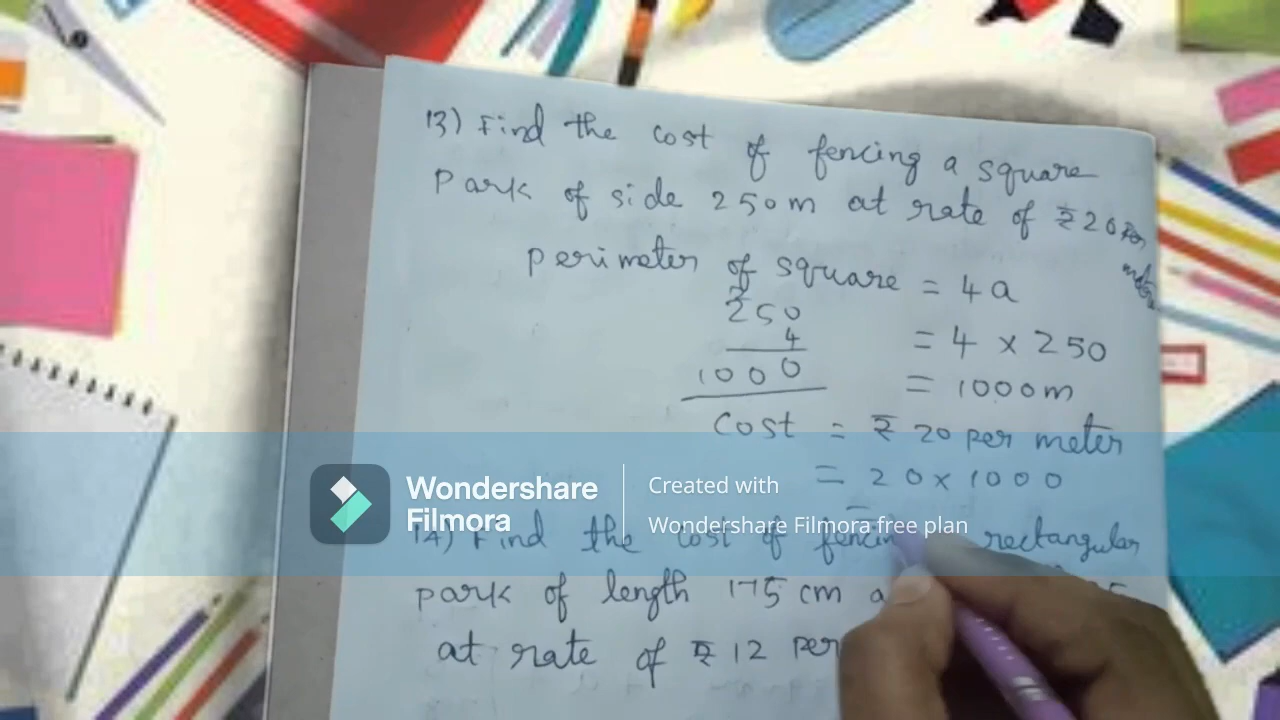 13) Find the cost of fencing a square
Park of side 250m at rate of ₹20 per
meter
perimeter of square = 4a
250
4
1000
= 4 × 250
= 1000m
Cost = ₹ 20 per meter
= 20 × 1000
Wondershare
Filmora
Created with
Wondershare Filmora free plan
14) Find the cost of fencing rectangular
park of length 175 cm
at rate of ₹ 12 per